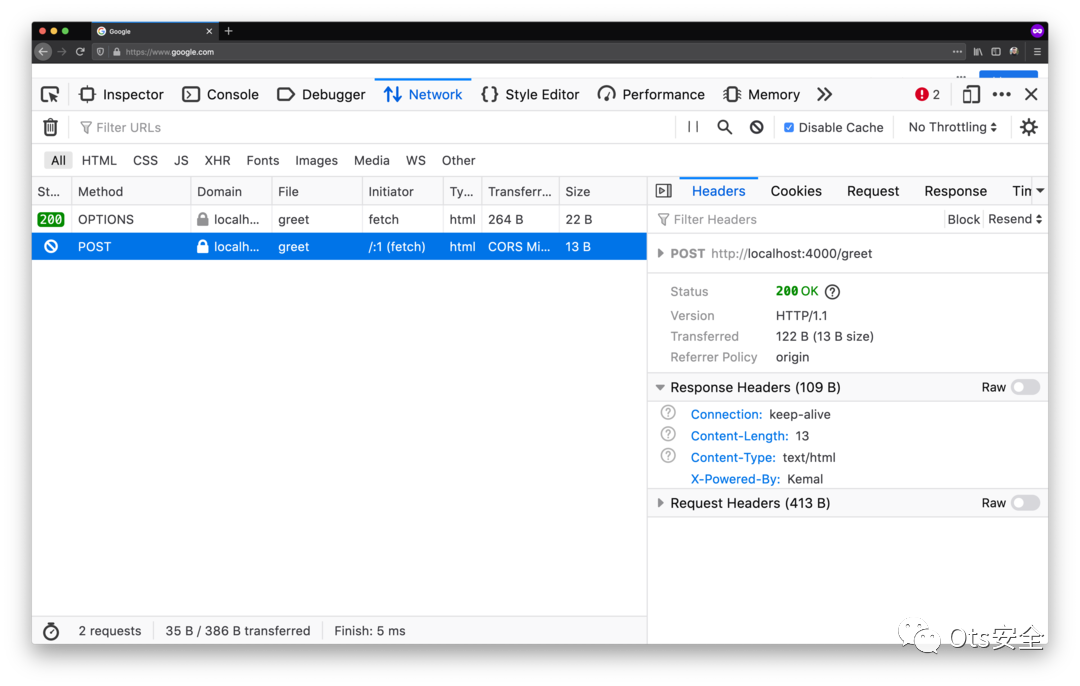 Google
https://www.google.com
Inspector Console Debugger Network Style Editor Performance Memory 2
Filter URLs Disable Cache No Throttling
All HTML CSS JS XHR Fonts Images Media WS Other
St... Method Domain File Initiator Ty... Transferr... Size
200 OPTIONS localh... greet fetch html 264 B 22 B
POST localh... greet /:1 (fetch) html CORS Mi... 13 B
Headers Cookies Request Response Tim
Filter Headers Block Resend
POST http://localhost:4000/greet
Status 200 OK
Version HTTP/1.1
Transferred 122 B (13 B size)
Referrer Policy origin
Response Headers (109 B) Raw
Connection: keep-alive
Content-Length: 13
Content-Type: text/html
X-Powered-By: Kemal
Request Headers (413 B) Raw
2 requests 35 B / 386 B transferred Finish: 5 ms
Ots安全